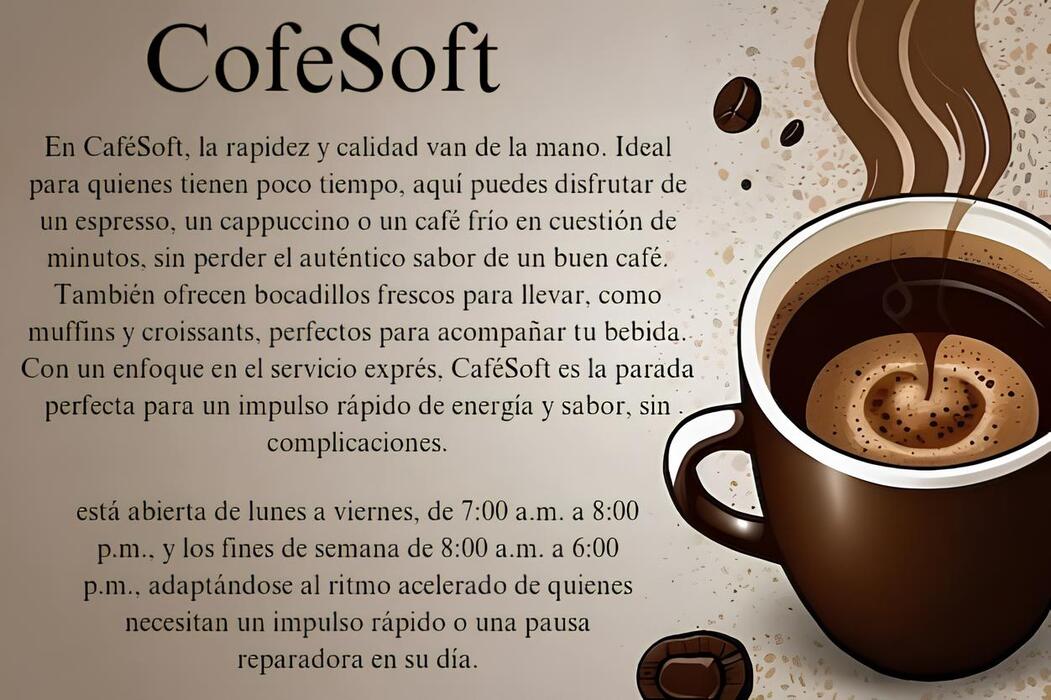 CofeSoft
En CaféSoft, la rapidez y calidad van de la mano. Ideal
para quienes tienen poco tiempo, aquí puedes disfrutar de
un espresso, un cappuccino o un café frío en cuestión de
minutos, sin perder el auténtico sabor de un buen café.
También ofrecen bocadillos frescos para llevar, como
muffins y croissants, perfectos para acompañar tu bebida.
Con un enfoque en el servicio exprés, CaféSoft es la parada
perfecta para un impulso rápido de energía y sabor, sin
complicaciones.
está abierta de lunes a viernes, de 7:00 a.m. a 8:00
p.m., y los fines de semana de 8:00 a.m. a 6:00
p.m., adaptándose al ritmo acelerado de quienes
necesitan un impulso rápido o una pausa
reparadora en su día.